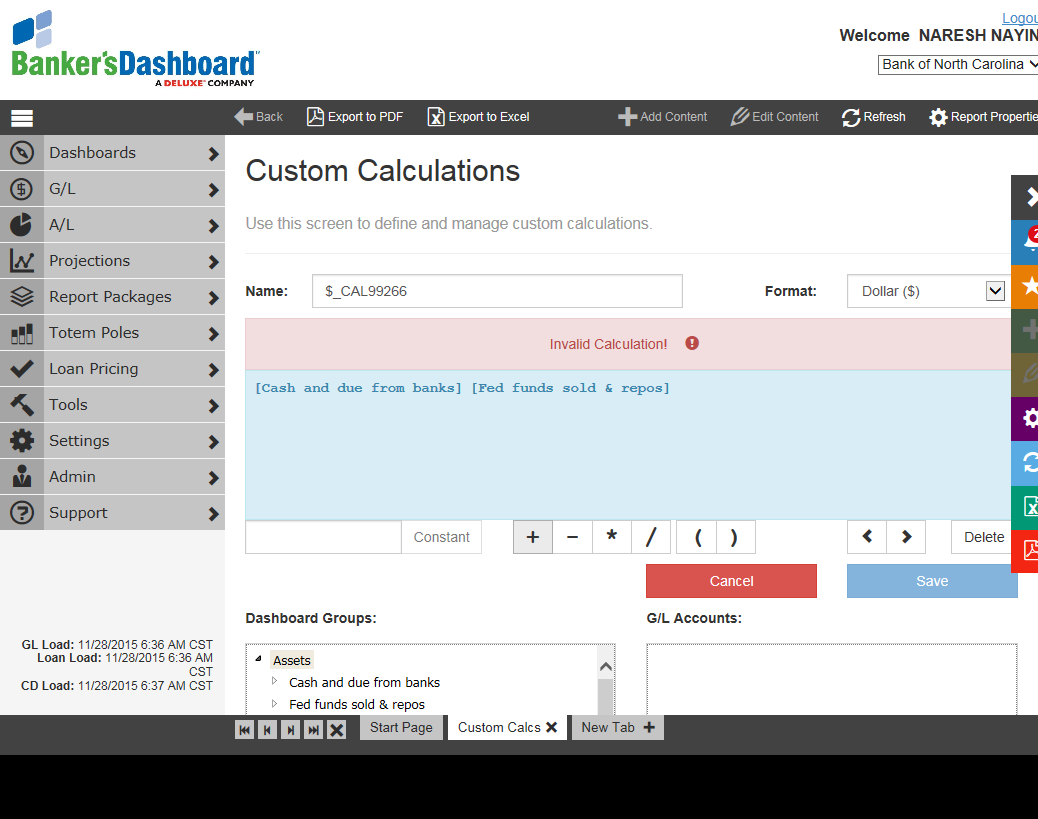 Logou
Welcome NARESH NAYIN
Bank of North Carolina
Banker'sDashboard
A DELUXE COMPANY
Back
Export to PDF
Export to Excel
Add Content
Edit Content
Refresh
Report Propertie
Dashboards
G/L
A/L
Projections
Report Packages
Totem Poles
Loan Pricing
Tools
Settings
Admin
Support
GL Load: 11/28/2015 6:36 AM CST
Loan Load: 11/28/2015 6:36 AM
CST
CD Load: 11/28/2015 6:37 AM CST
Custom Calculations
Use this screen to define and manage custom calculations.
Name: $_CAL99266 Format: Dollar ($)
Invalid Calculation!
[Cash and due from banks] [Fed funds sold & repos]
Constant + - * / ( ) Delete
Cancel Save
Dashboard Groups: G/L Accounts:
Assets
Cash and due from banks
Fed funds sold & repos
Start Page Custom Calcs New Tab